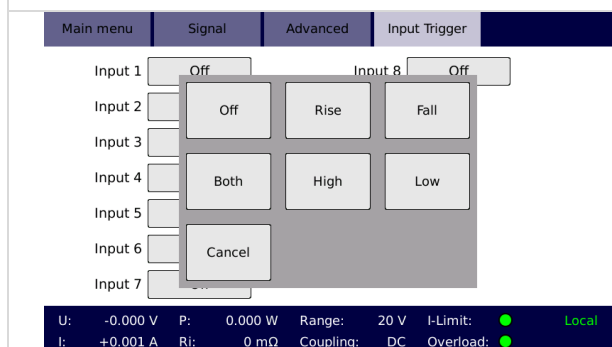 Main menu Signal Advanced Input Trigger
Input 1 Off Input 8 Off
Input 2 Off Rise Fall
Input 3
Input 4 Both High Low
Input 5
Input 6 Cancel
Input 7
U: -0.000 V P: 0.000 W Range: 20 V I-Limit: Local
I: +0.001 A Ri: 0 mΩ Coupling: DC Overload: